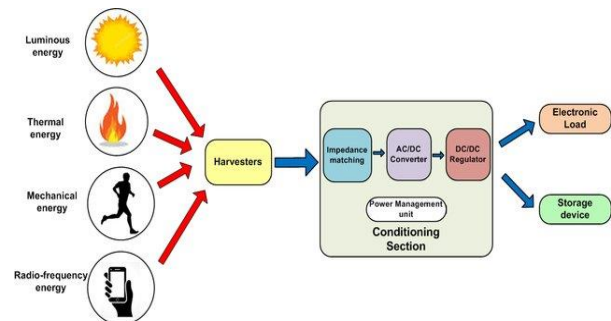 Luminous
energy
Thermal
energy
Mechanical
energy
Radio-frequency
energy
Harvesters
Impedance
matching
AC/DC
Converter
DC/DC
Regulator
Power Management
unit
Conditioning
Section
Electronic
Load
Storage
device